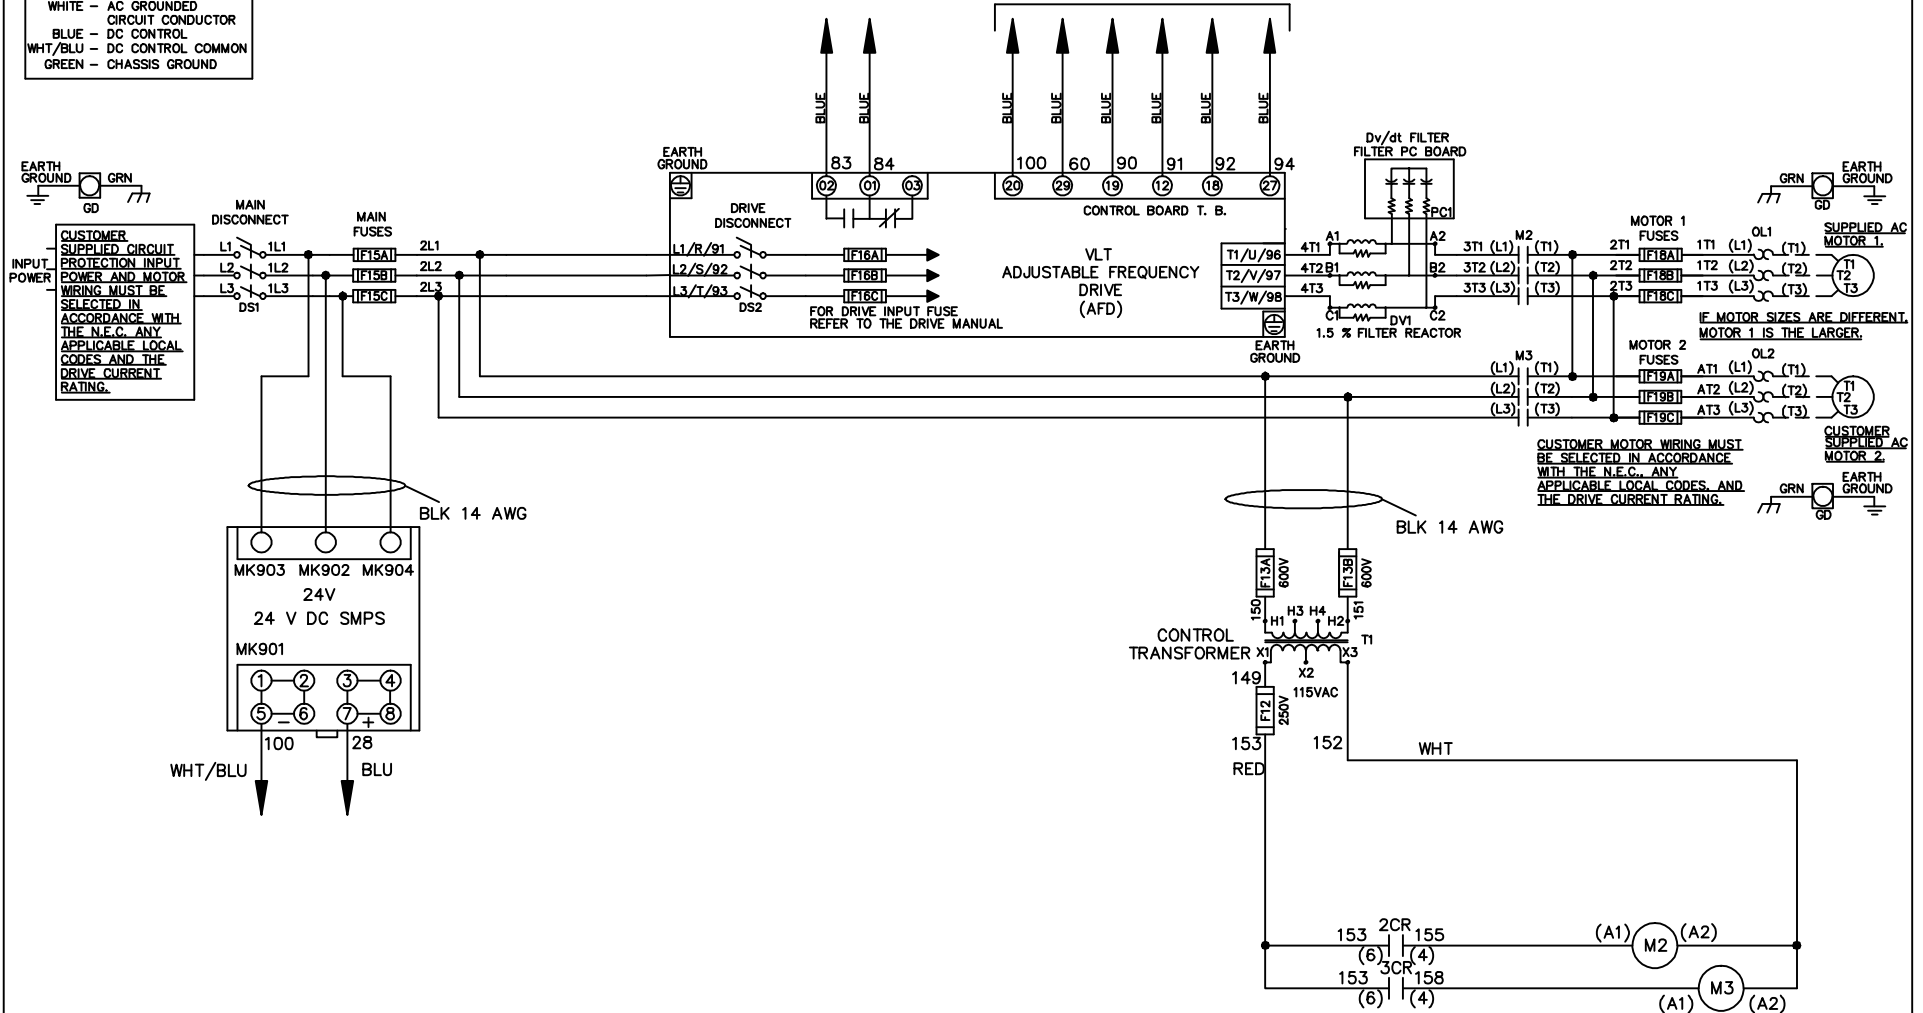 WHITE – AC GROUNDED
CIRCUIT CONDUCTOR
BLUE – DC CONTROL
WHT/BLU – DC CONTROL COMMON
GREEN – CHASSIS GROUND
BLUE
BLUE
BLUE
BLUE
BLUE
BLUE
BLUE
BLUE
83
84
100
60
90
91
92
94
EARTH
GROUND
02
01
03
20
29
19
12
18
27
CONTROL BOARD T. B.
Dv/dt FILTER
FILTER PC BOARD
PC1
EARTH
GROUND
GRN
GD
GRN
EARTH
GROUND
GD
INPUT
POWER
CUSTOMER
SUPPLIED CIRCUIT
PROTECTION INPUT
POWER AND MOTOR
WIRING MUST BE
SELECTED IN
ACCORDANCE WITH
THE N.E.C. ANY
APPLICABLE LOCAL
CODES AND THE
DRIVE CURRENT
RATING.
MAIN
DISCONNECT
L1 1L1
L2 1L2
L3 1L3
DS1
MAIN
FUSES
F15A
F15B
F15C
2L1
2L2
2L3
DRIVE
DISCONNECT
L1/R/91
L2/S/92
L3/T/93
DS2
F16A
F16B
F16C
FOR DRIVE INPUT FUSE
REFER TO THE DRIVE MANUAL
VLT
ADJUSTABLE FREQUENCY
DRIVE
(AFD)
T1/U/96
T2/V/97
T3/W/98
EARTH
GROUND
4T1 A1 A2
4T2 B1 B2
4T3 C1 C2
DV1
1.5 % FILTER REACTOR
M2
3T1 (L1) (T1)
3T2 (L2) (T2)
3T3 (L3) (T3)
MOTOR 1
FUSES
2T1 F18A 1T1 (L1)
2T2 F18B 1T2 (L2)
2T3 F18C 1T3 (L3)
OL1
(T1)
(T2)
(T3)
SUPPLIED AC
MOTOR 1.
T1
T2
T3
IF MOTOR SIZES ARE DIFFERENT,
MOTOR 1 IS THE LARGER.
M3
(L1) (T1)
(L2) (T2)
(L3) (T3)
MOTOR 2
FUSES
F19A AT1 (L1)
F19B AT2 (L2)
F19C AT3 (L3)
OL2
(T1)
(T2)
(T3)
T1
T2
T3
CUSTOMER
SUPPLIED AC
MOTOR 2.
CUSTOMER MOTOR WIRING MUST
BE SELECTED IN ACCORDANCE
WITH THE N.E.C., ANY
APPLICABLE LOCAL CODES, AND
THE DRIVE CURRENT RATING.
GRN
EARTH
GROUND
GD
BLK 14 AWG
MK903 MK902 MK904
24V
24 V DC SMPS
MK901
1 2 3 4
5 – 6 7 + 8
100
28
WHT/BLU
BLU
BLK 14 AWG
F13A
600V
F13B
600V
150
151
H1 H3 H4 H2
T1
CONTROL
TRANSFORMER
X1
X2
X3
115VAC
149
F12
250V
153
RED
152
WHT
153 2CR 155
(6) (4)
(A1) M2 (A2)
153 3CR 158
(6) (4)
(A1) M3 (A2)